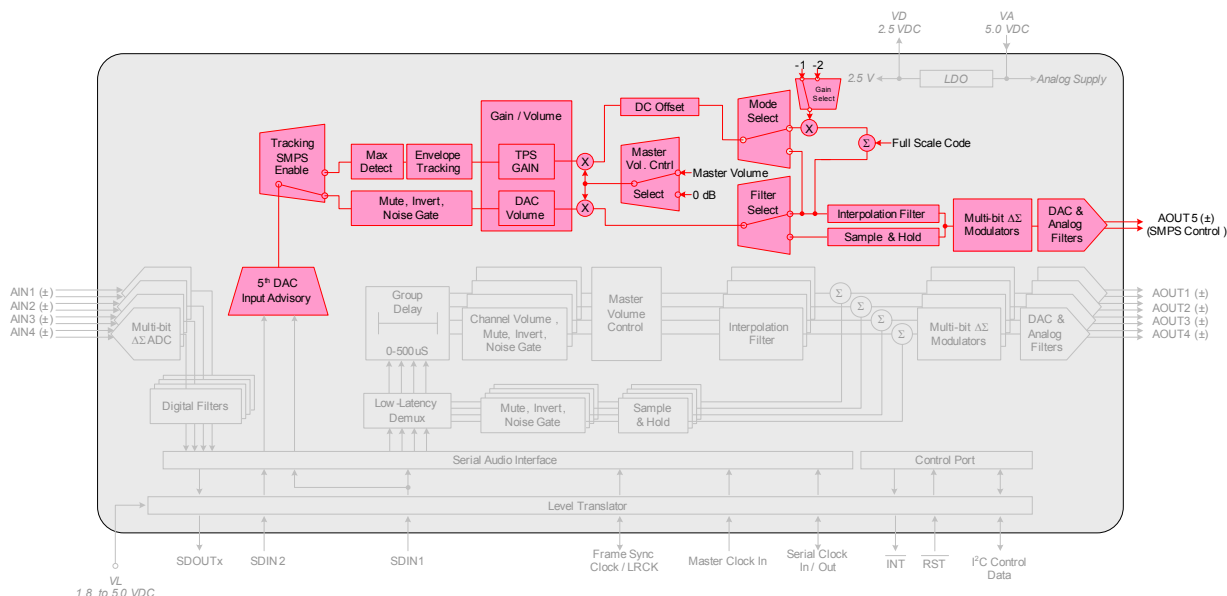 VD
2.5 VDC
VA
5.0 VDC
2.5 V
LDO
Analog Supply
-1 -2
Gain
Select
Gain / Volume
DC Offset
Mode
Select
X
Σ
Full Scale Code
Tracking
SMPS
Enable
Max
Detect
Envelope
Tracking
TPS
GAIN
X
Master
Vol. Cntrl
Select
Master Volume
0 dB
Mute, Invert,
Noise Gate
DAC
Volume
X
Filter
Select
Interpolation Filter
Sample & Hold
Multi-bit ΔΣ
Modulators
DAC &
Analog
Filters
AOUT5 (±)
(SMPS Control)
5th DAC
Input Advisory
AIN1 (±)
AIN2 (±)
AIN3 (±)
AIN4 (±)
Multi-bit
ΔΣ ADC
Digital Filters
Group
Delay
0-500uS
Channel Volume,
Mute, Invert,
Noise Gate
Master
Volume
Control
Interpolation
Filter
Σ
Σ
Σ
Σ
Multi-bit ΔΣ
Modulators
DAC &
Analog
Filters
AOUT1 (±)
AOUT2 (±)
AOUT3 (±)
AOUT4 (±)
Low-Latency
Demux
Mute, Invert,
Noise Gate
Sample
& Hold
Serial Audio Interface
Control Port
Level Translator
VL
1.8 to 5.0 VDC
SDOUTx
SDIN2
SDIN1
Frame Sync
Clock / LRCK
Master Clock In
Serial Clock
In / Out
INT
RST
I²C Control
Data